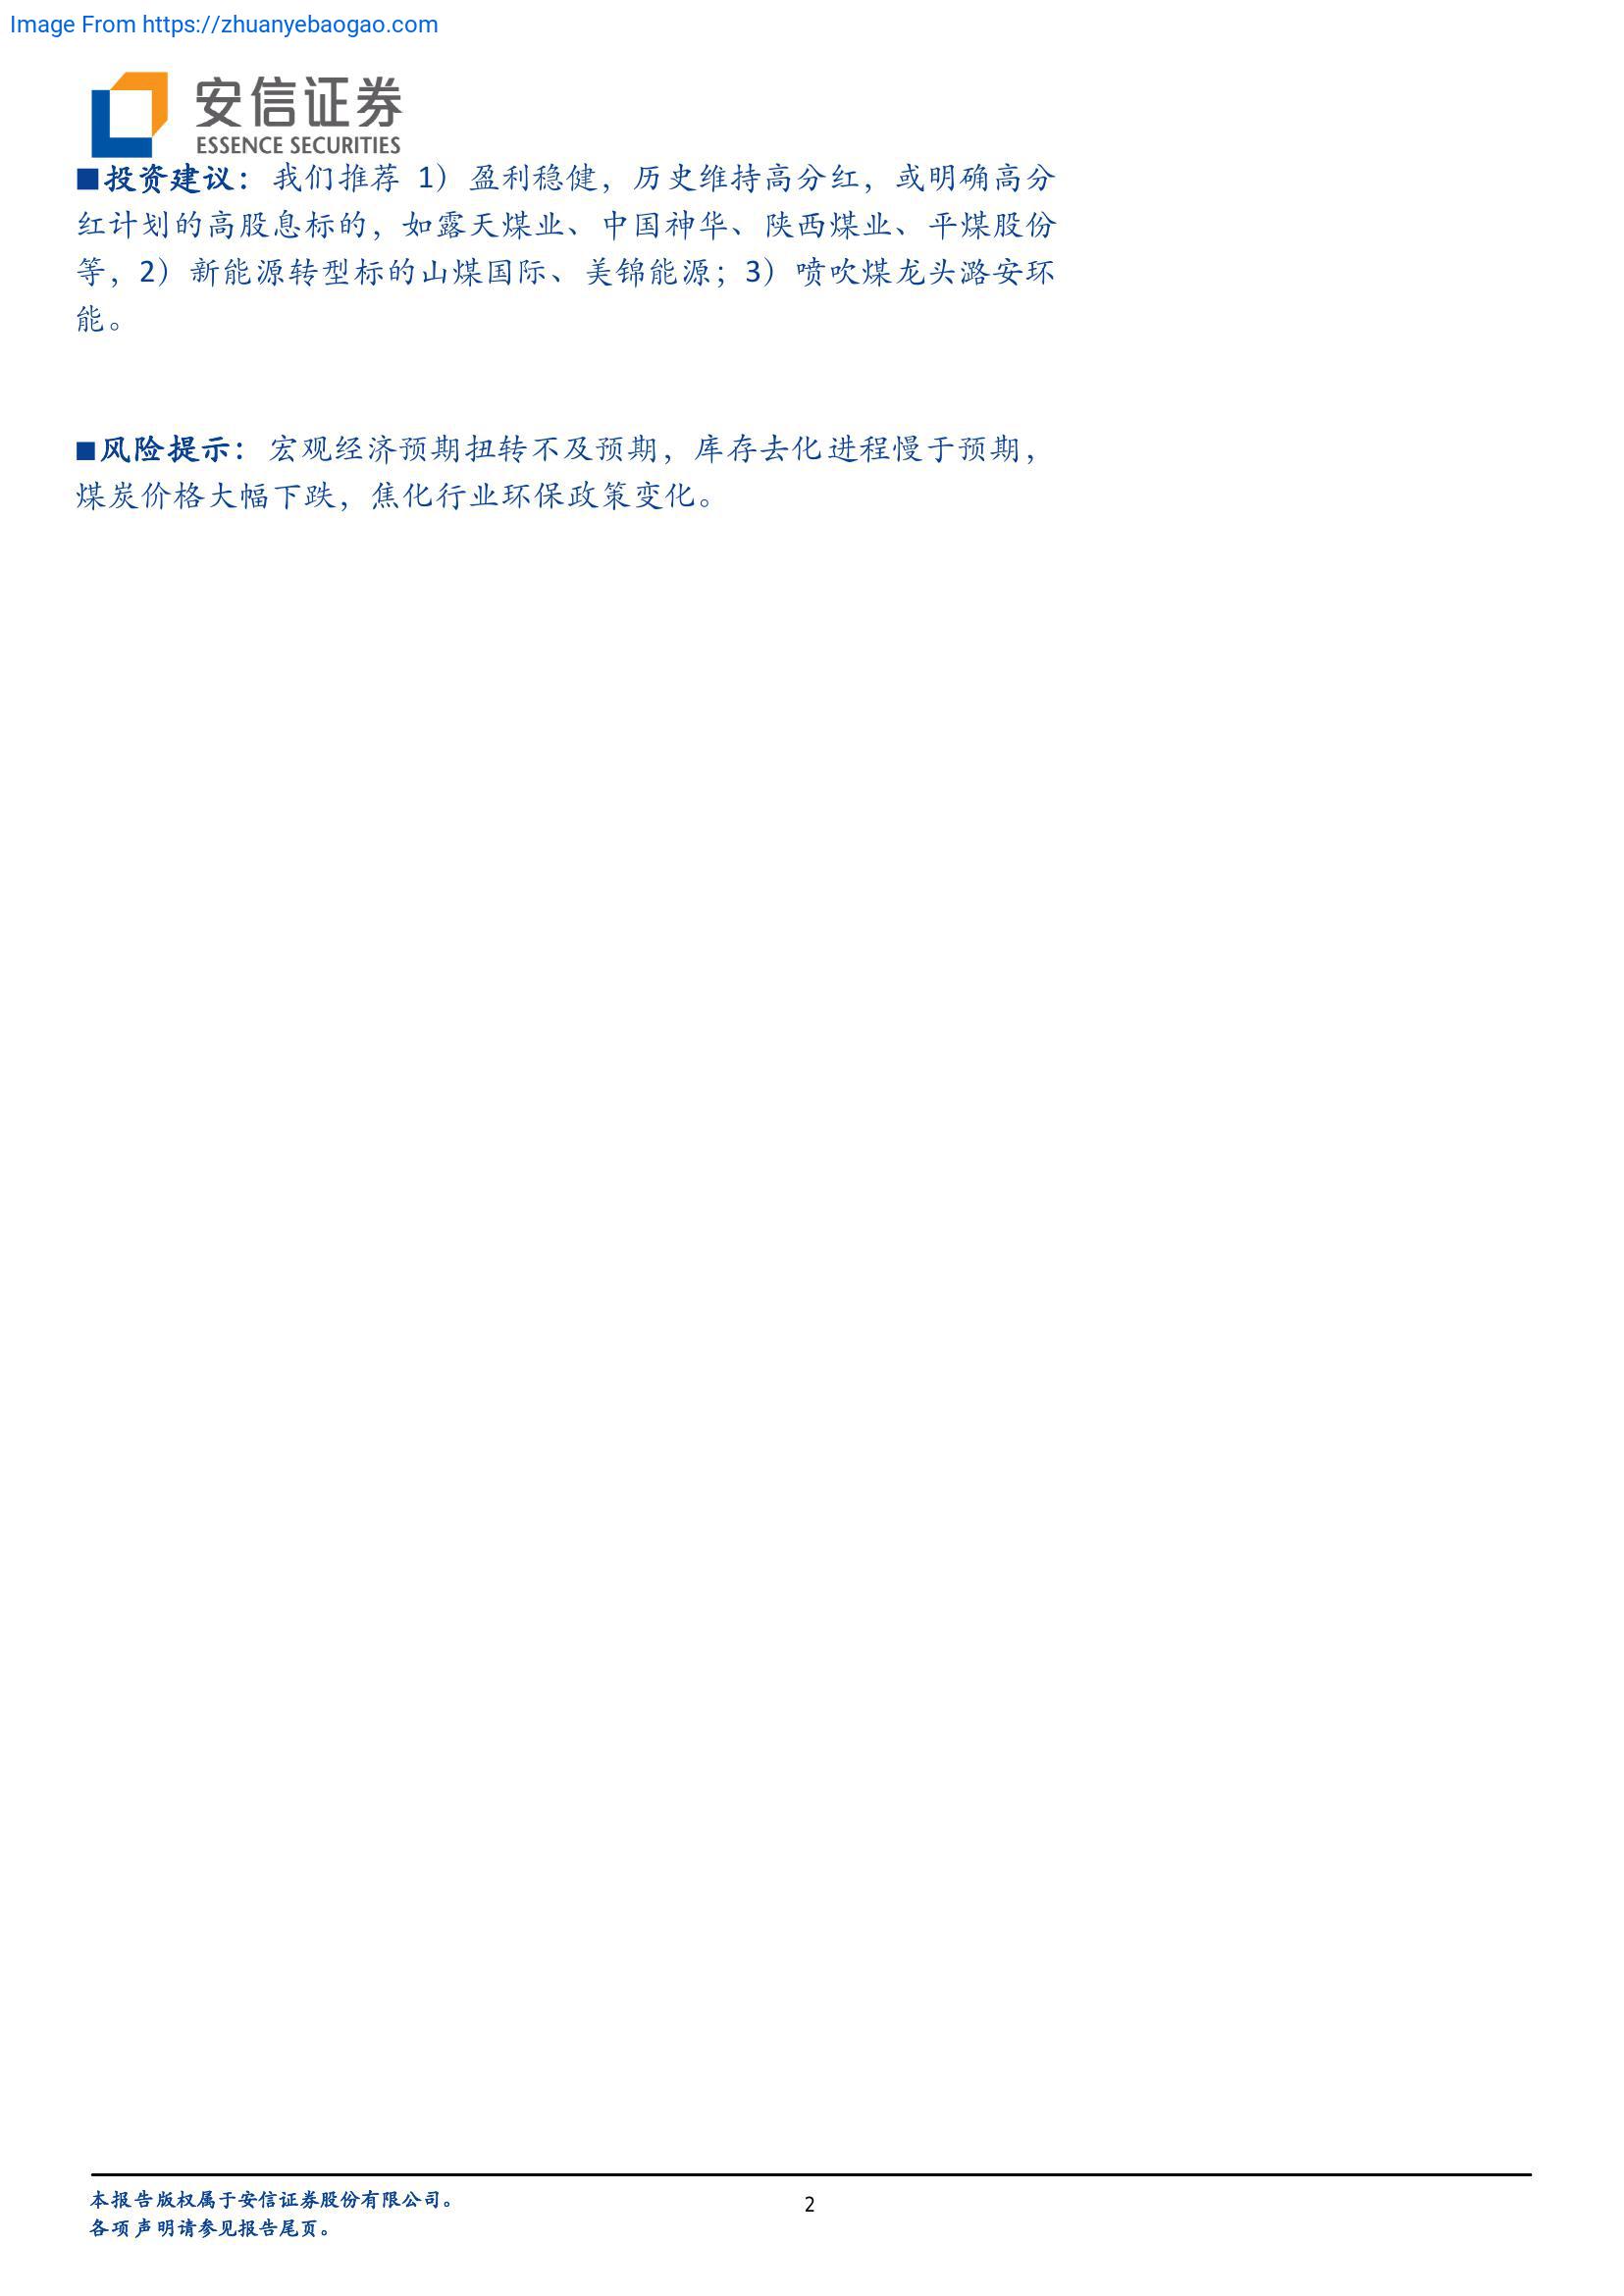 Image From https://zhuanyebaogao.com
安信证券
ESSENCE SECURITIES
■投资建议：我们推荐 1）盈利稳健，历史维持高分红，或明确高分
红计划的高股息标的，如露天煤业、中国神华、陕西煤业、平煤股份
等，2）新能源转型标的山煤国际、美锦能源；3）喷吹煤龙头潞安环
能。
■风险提示：宏观经济预期扭转不及预期，库存去化进程慢于预期，
煤炭价格大幅下跌，焦化行业环保政策变化。
本报告版权属于安信证券股份有限公司。
2
各项声明请参见报告尾页。